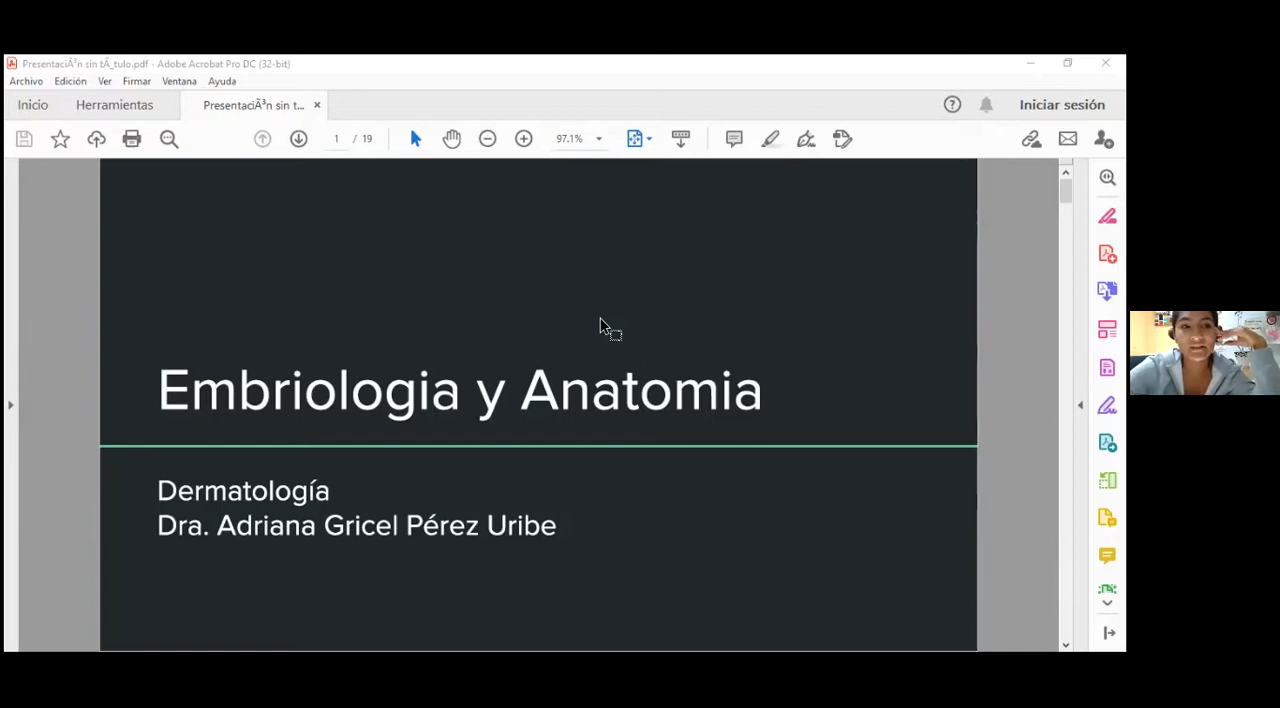 PresentaciÃ³n sin tÃ_tulo.pdf - Adobe Acrobat Pro DC (32-bit)
Archivo Edición Ver Firmar Ventana Ayuda
Inicio Herramientas PresentaciÃ³n sin t... × Iniciar sesión
1 / 19 97.1%
Embriologia y Anatomia
Dermatología
Dra. Adriana Gricel Pérez Uribe